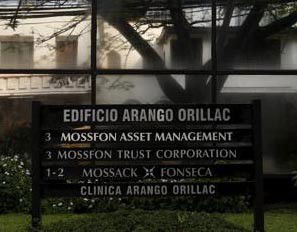 EDIFICIO ARANGO ORILLAC
3 MOSSFON ASSET MANAGEMENT
3 MOSSFON TRUST CORPORATION
1-2 MOSSACK FONSECA
CLINICA ARANGO ORILLAC